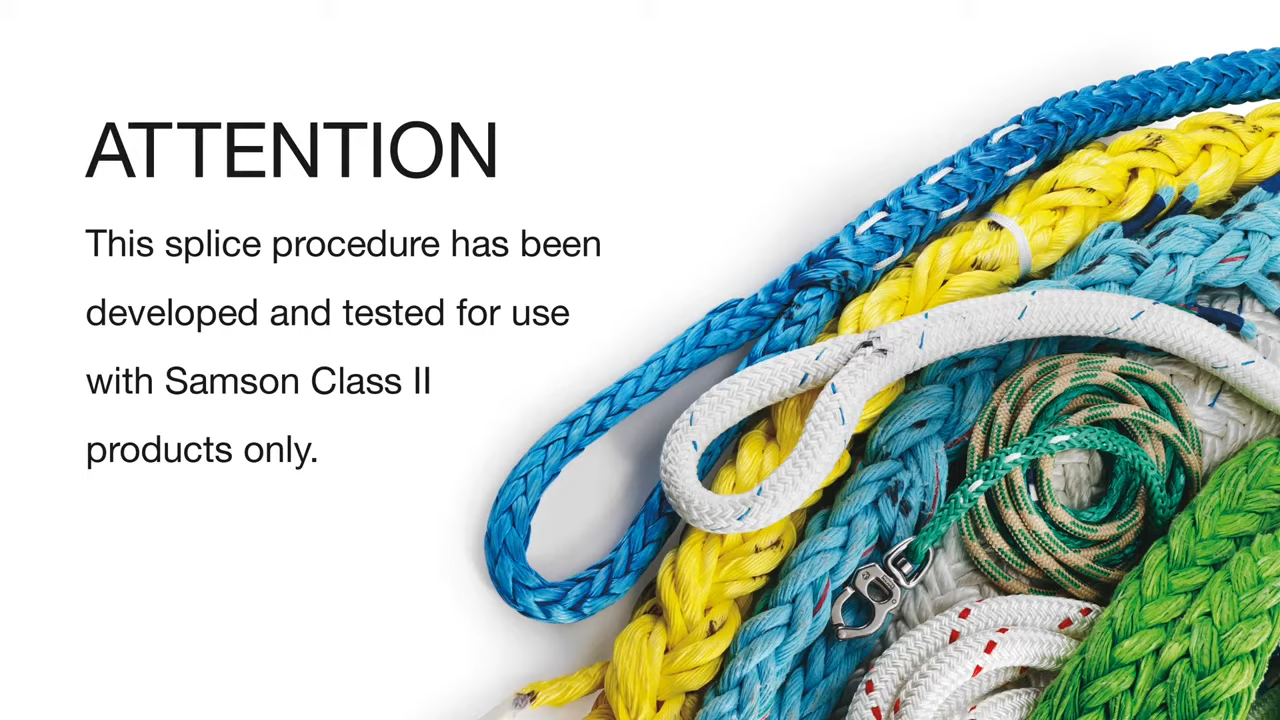 ATTENTION
This splice procedure has been
developed and tested for use
with Samson Class II
products only.